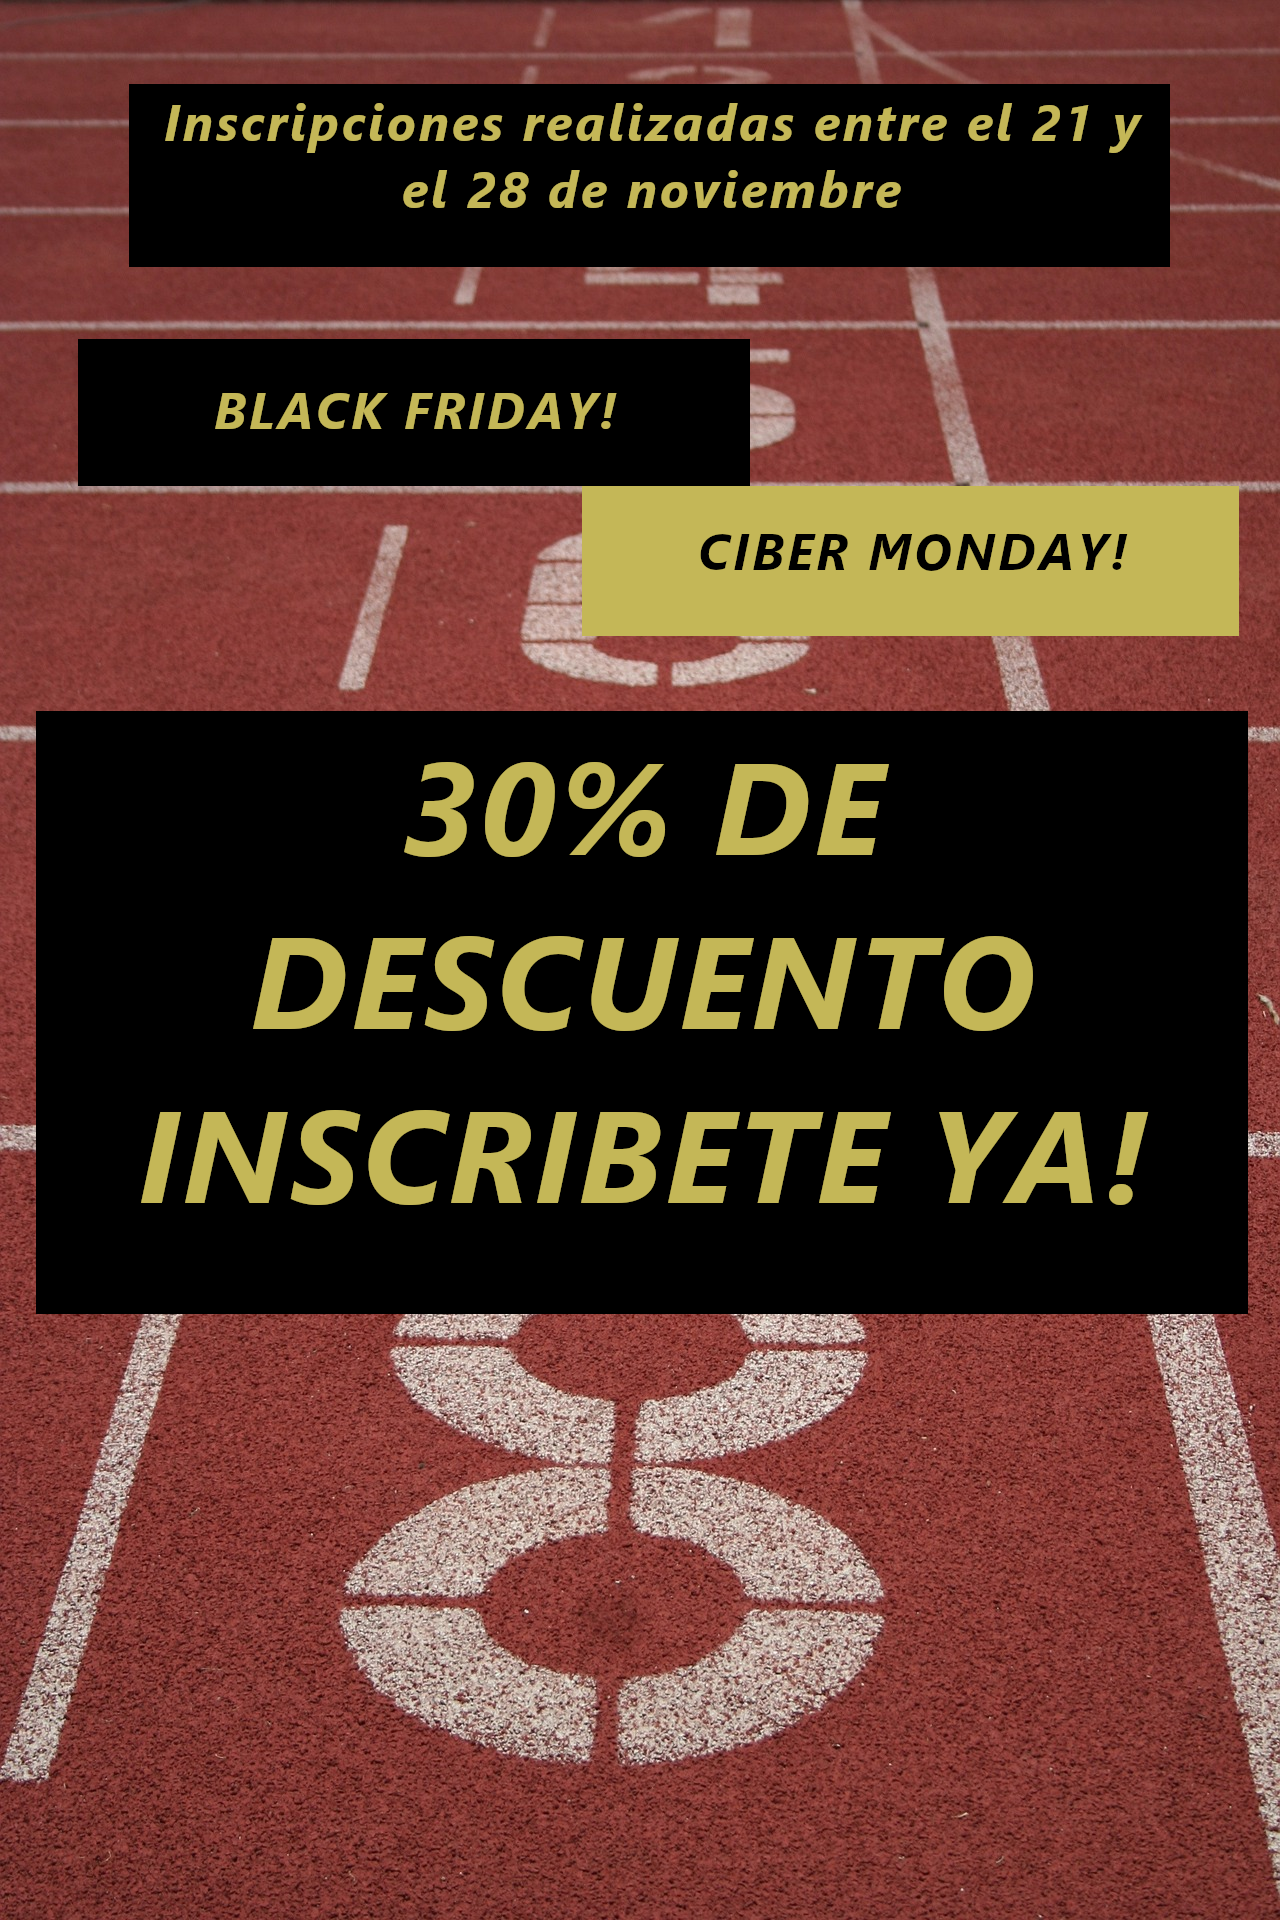 Inscripciones realizadas entre el 21 y
el 28 de noviembre
BLACK FRIDAY!
CIBER MONDAY!
30% DE
DESCUENTO
INSCRIBETE YA!